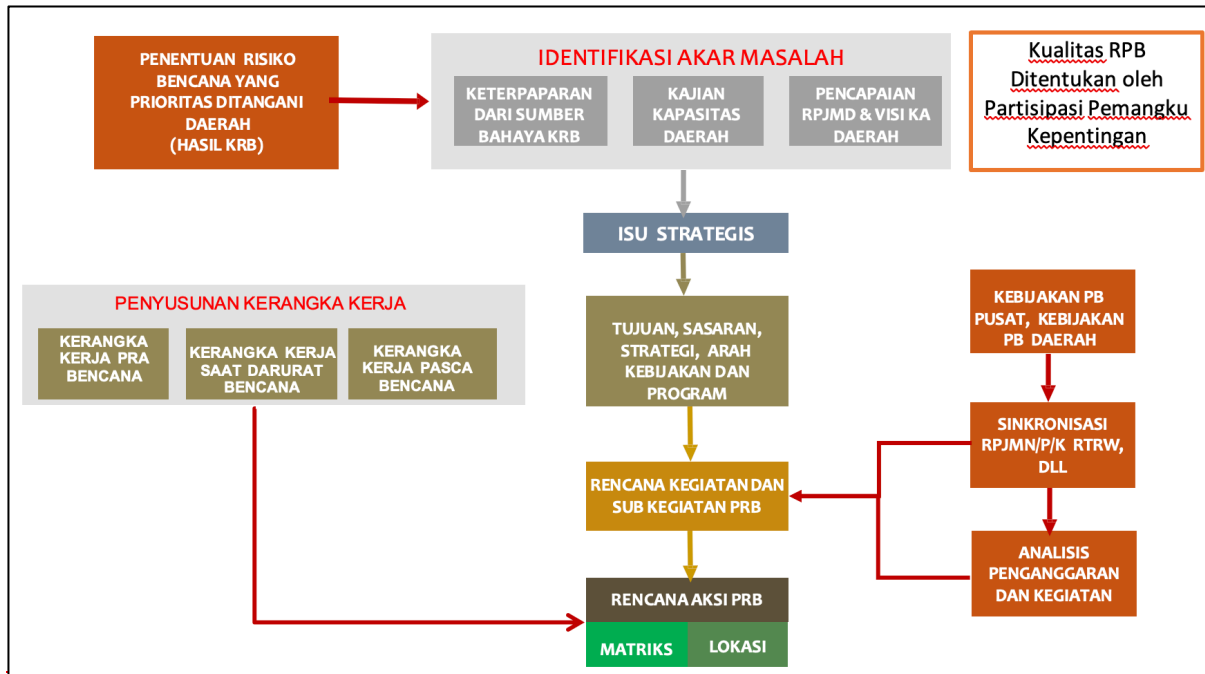 PENENTUAN RISIKO
BENCANA YANG
PRIORITAS DITANGANI
DAERAH
(HASIL KRB)
IDENTIFIKASI AKAR MASALAH
KETERPAPARAN
DARI SUMBER
BAHAYA KRB
KAJIAN
KAPASITAS
DAERAH
PENCAPAIAN
RPJMD & VISI KA
DAERAH
Kualitas RPB
Ditentukan oleh
Partisipasi Pemangku
Kepentingan
ISU STRATEGIS
PENYUSUNAN KERANGKA KERJA
KERANGKA
KERJA PRA
BENCANA
KERANGKA KERJA
SAAT DARURAT
BENCANA
KERANGKA
KERJA PASCA
BENCANA
TUJUAN, SASARAN,
STRATEGI, ARAH
KEBIJAKAN DAN
PROGRAM
KEBIJAKAN PB
PUSAT, KEBIJAKAN
PB DAERAH
SINKRONISASI
RPJMN/P/K RTRW,
DLL
RENCANA KEGIATAN DAN
SUB KEGIATAN PRB
ANALISIS
PENGANGGARAN
DAN KEGIATAN
RENCANA AKSI PRB
MATRIKS
LOKASI